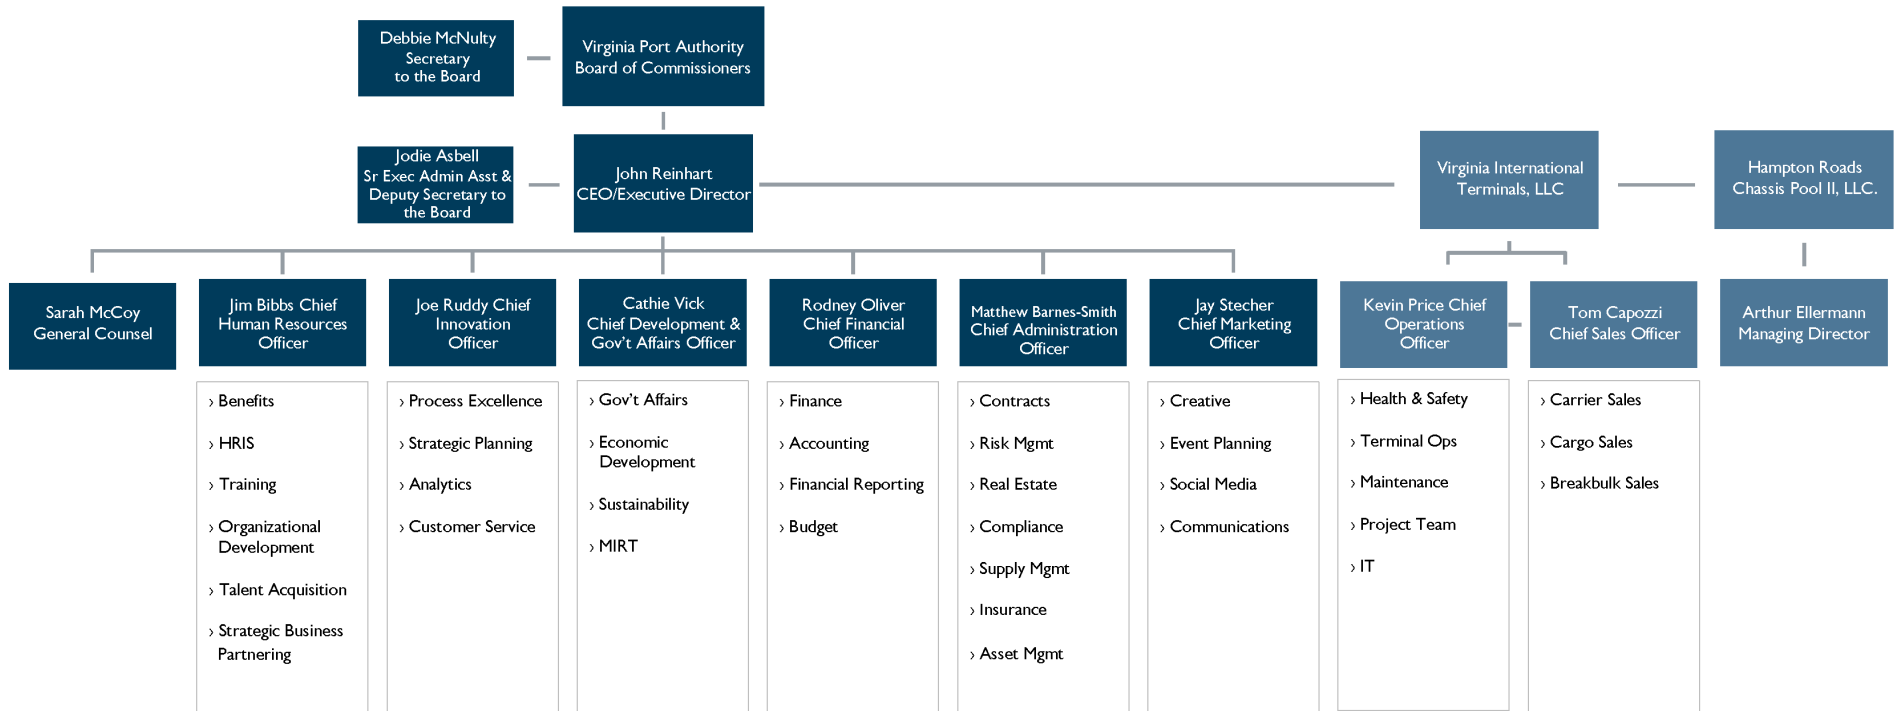 Debbie McNulty
Secretary
to the Board
Virginia Port Authority
Board of Commissioners
Jodie Asbell
Sr Exec Admin Asst &
Deputy Secretary to
the Board
John Reinhart
CEO/Executive Director
Virginia International
Terminals, LLC
Hampton Roads
Chassis Pool II, LLC.
Sarah McCoy
General Counsel
Jim Bibbs Chief
Human Resources
Officer
Joe Ruddy Chief
Innovation
Officer
Cathie Vick
Chief Development &
Gov't Affairs Officer
Rodney Oliver
Chief Financial
Officer
Matthew Barnes-Smith
Chief Administration
Officer
Jay Stecher
Chief Marketing
Officer
Kevin Price Chief
Operations
Officer
Tom Capozzi
Chief Sales Officer
Arthur Ellermann
Managing Director
› Benefits
› HRIS
› Training
› Organizational
Development
› Talent Acquisition
› Strategic Business
Partnering
› Process Excellence
› Strategic Planning
› Analytics
› Customer Service
› Gov't Affairs
› Economic
Development
› Sustainability
› MIRT
› Finance
› Accounting
› Financial Reporting
› Budget
› Contracts
› Risk Mgmt
› Real Estate
› Compliance
› Supply Mgmt
› Insurance
› Asset Mgmt
› Creative
› Event Planning
› Social Media
› Communications
› Health & Safety
› Terminal Ops
› Maintenance
› Project Team
› IT
› Carrier Sales
› Cargo Sales
› Breakbulk Sales